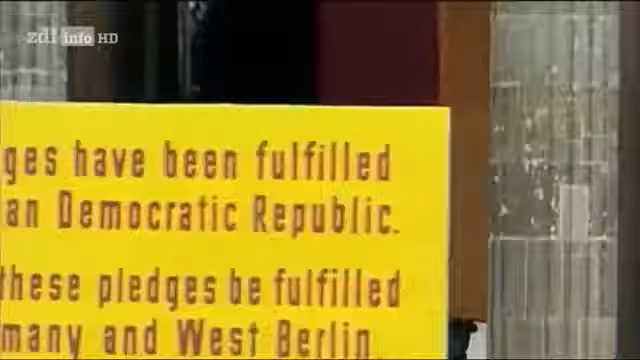 zdf info HD
ges have been fulfilled
an Democratic Republic.
these pledges be fulfilled
many and West Berlin.